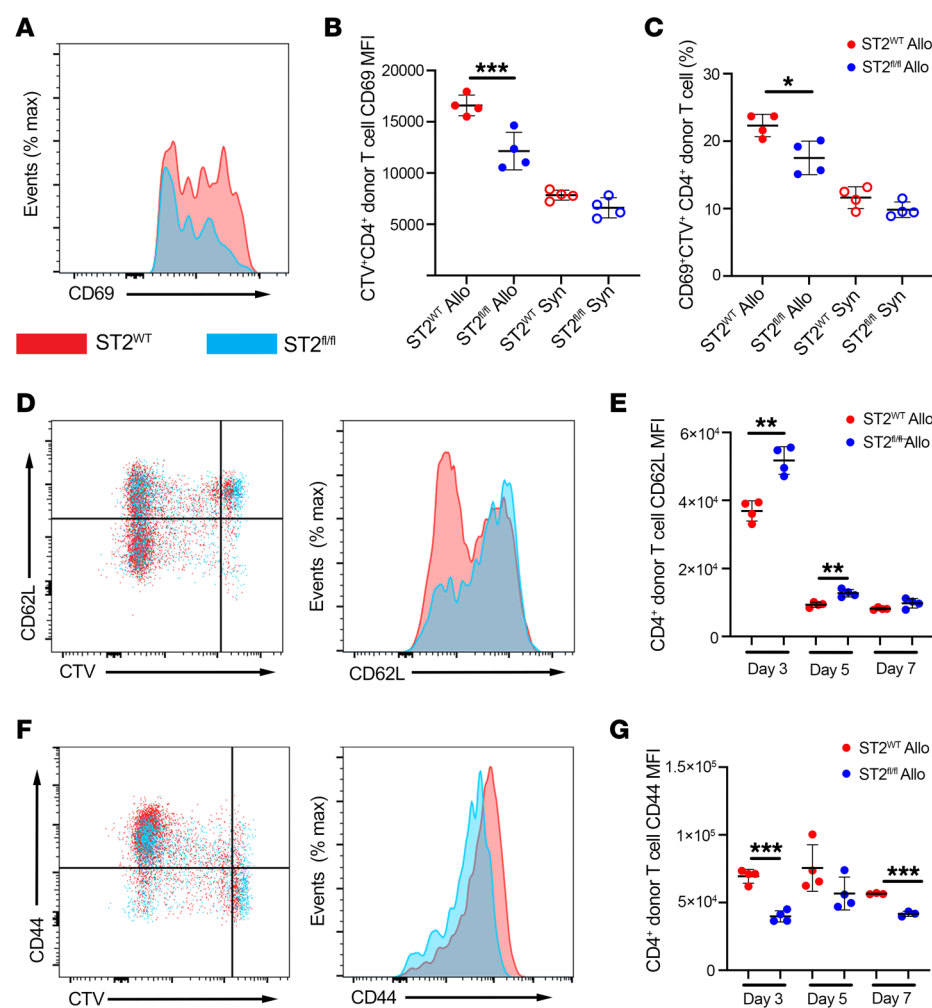 A
Events (% max)
CD69
ST2WT
ST2fl/fl
B
CTV+CD4+ donor T cell CD69 MFI
20000
15000
10000
5000
***
ST2WT Allo
ST2fl/fl Allo
ST2WT Syn
ST2fl/fl Syn
C
ST2WT Allo
ST2fl/fl Allo
CD69+CTV+ CD4+ donor T cell (%)
30
20
10
0
*
ST2WT Allo
ST2fl/fl Allo
ST2WT Syn
ST2fl/fl Syn
D
CD62L
CTV
Events (% max)
CD62L
E
ST2WT Allo
ST2fl/fl Allo
CD4+ donor T cell CD62L MFI
6×10⁴
4×10⁴
2×10⁴
0
**
**
Day 3
Day 5
Day 7
F
CD44
CTV
Events (% max)
CD44
G
ST2WT Allo
ST2fl/fl Allo
CD4+ donor T cell CD44 MFI
1.5×10⁵
1×10⁵
5×10⁴
0
***
***
Day 3
Day 5
Day 7